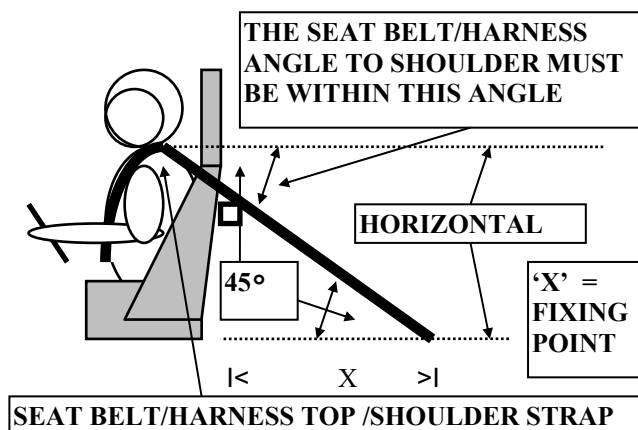 THE SEAT BELT/HARNESS
ANGLE TO SHOULDER MUST
BE WITHIN THIS ANGLE
HORIZONTAL
45°
'X' =
FIXING
POINT
|< X >|
SEAT BELT/HARNESS TOP /SHOULDER STRAP